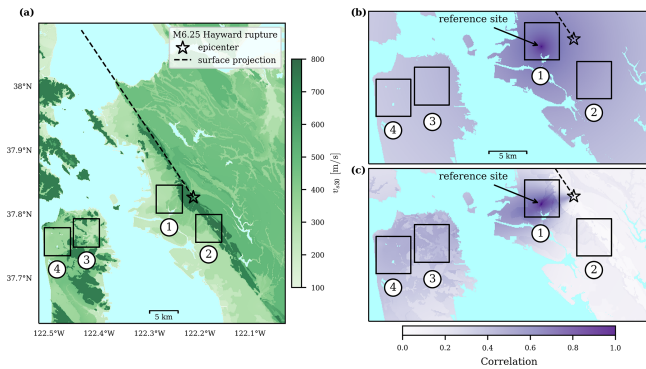 (a)
M6.25 Hayward rupture
epicenter
surface projection
38°N
37.9°N
37.8°N
37.7°N
122.5°W
122.4°W
122.3°W
122.2°W
122.1°W
1
2
3
4
5 km
800
700
600
500
400
300
200
100
vs30 [m/s]
(b)
reference site
1
2
3
4
5 km
(c)
reference site
1
2
3
4
0.0
0.2
0.4
0.6
0.8
1.0
Correlation